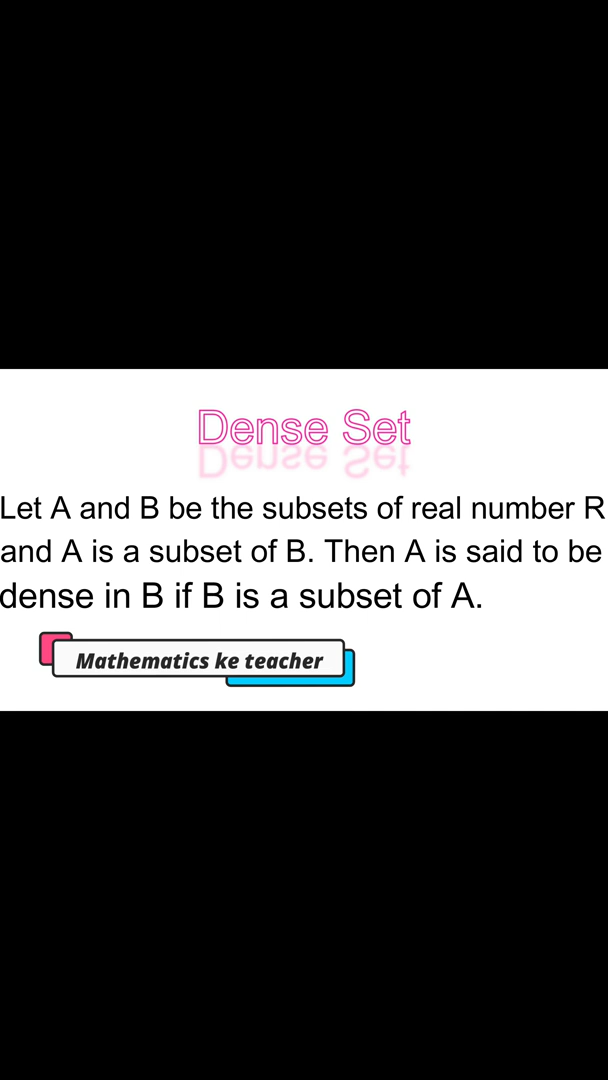 Dense Set
Let A and B be the subsets of real number R
and A is a subset of B. Then A is said to be
dense in B if B is a subset of A.
Mathematics ke teacher